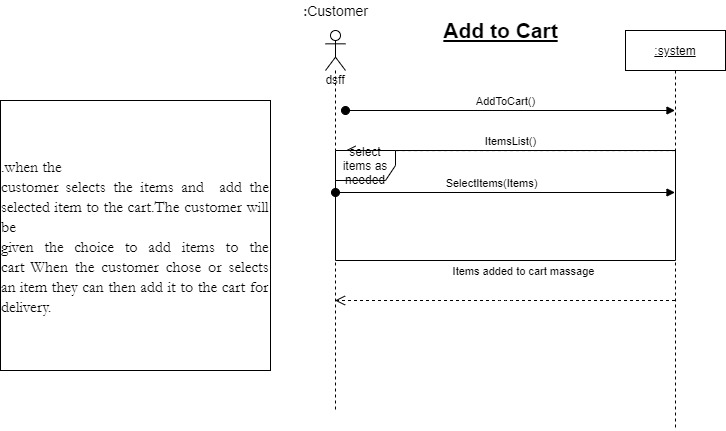 :Customer
Add to Cart
:system
dsff
AddToCart()
ItemsList()
Select
items as
needed
SelectItems(Items)
Items added to cart massage
.when the
customer selects the items and add the
selected item to the cart.The customer will
be
given the choice to add items to the
cart When the customer chose or selects
an item they can then add it to the cart for
delivery.